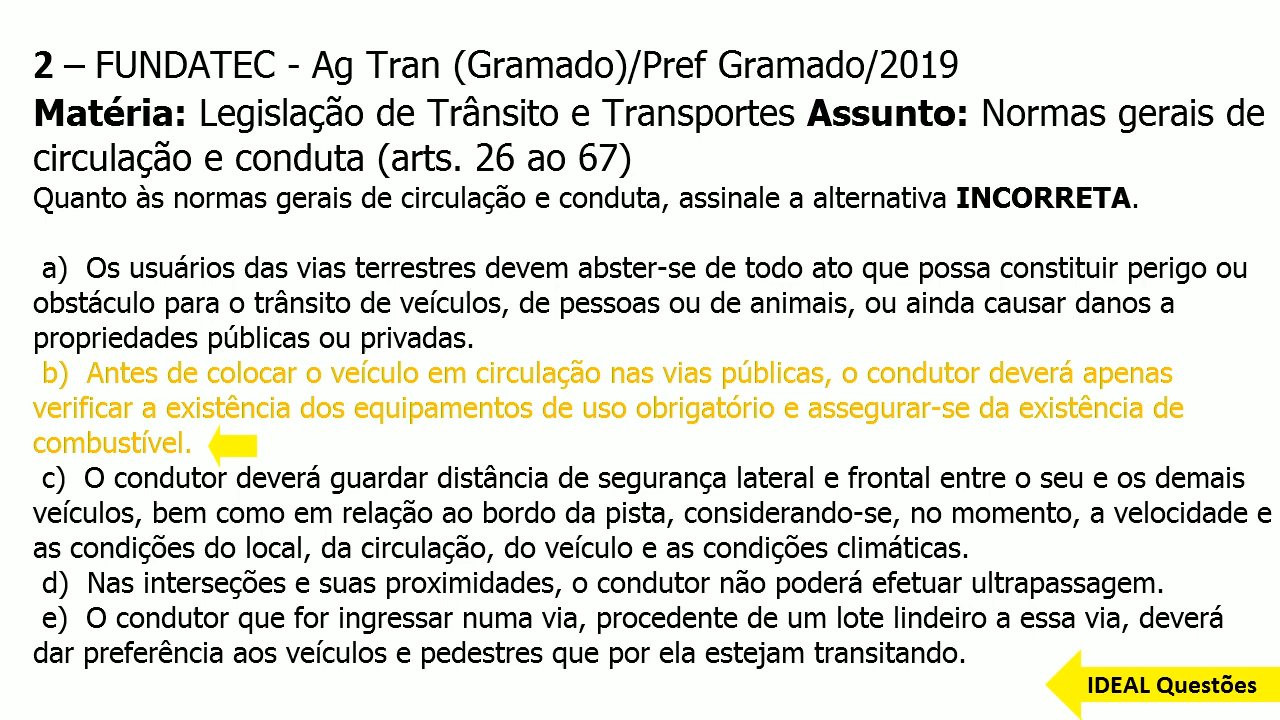 2 – FUNDATEC - Ag Tran (Gramado)/Pref Gramado/2019
Matéria: Legislação de Trânsito e Transportes Assunto: Normas gerais de
circulação e conduta (arts. 26 ao 67)
Quanto às normas gerais de circulação e conduta, assinale a alternativa INCORRETA.
a) Os usuários das vias terrestres devem abster-se de todo ato que possa constituir perigo ou
obstáculo para o trânsito de veículos, de pessoas ou de animais, ou ainda causar danos a
propriedades públicas ou privadas.
b) Antes de colocar o veículo em circulação nas vias públicas, o condutor deverá apenas
verificar a existência dos equipamentos de uso obrigatório e assegurar-se da existência de
combustível.
c) O condutor deverá guardar distância de segurança lateral e frontal entre o seu e os demais
veículos, bem como em relação ao bordo da pista, considerando-se, no momento, a velocidade e
as condições do local, da circulação, do veículo e as condições climáticas.
d) Nas interseções e suas proximidades, o condutor não poderá efetuar ultrapassagem.
e) O condutor que for ingressar numa via, procedente de um lote lindeiro a essa via, deverá
dar preferência aos veículos e pedestres que por ela estejam transitando.
IDEAL Questões